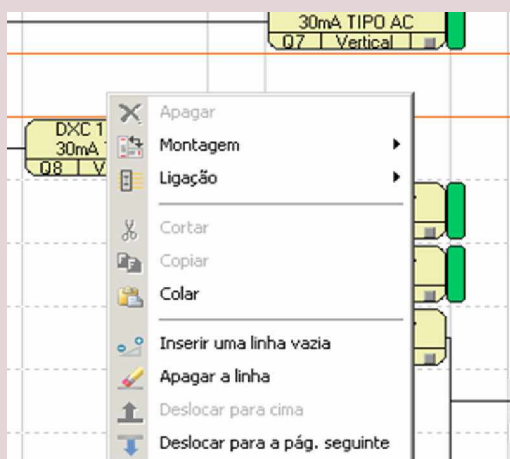 30mA TIPO AC
Q7 Vertical
DXC 1
30mA
Q8 V
Apagar
Montagem
Ligação
Cortar
Copiar
Colar
Inserir uma linha vazia
Apagar a linha
Deslocar para cima
Deslocar para a pág. seguinte